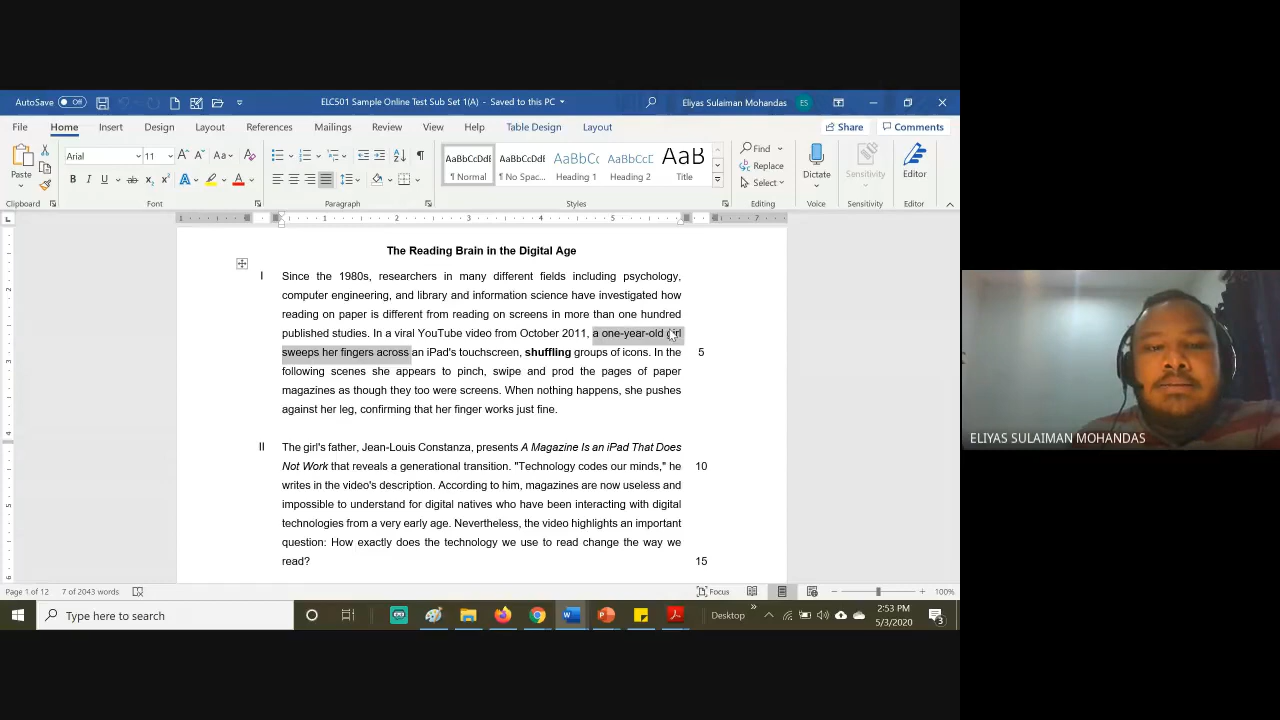 AutoSave Off ELC501 Sample Online Test Sub Set 1(A) - Saved to this PC Eliyas Sulaiman Mohandas ES
File Home Insert Design Layout References Mailings Review View Help Table Design Layout Share Comments
Paste Arial 11 Aa AaBbCcDdE AaBbCcDdE AaBbCc AaBbCcE AaB Find Replace Select Dictate Sensitivity Editor
¶ Normal ¶ No Spac... Heading 1 Heading 2 Title
Clipboard Font Paragraph Styles Editing Voice Sensitivity Editor
The Reading Brain in the Digital Age
I Since the 1980s, researchers in many different fields including psychology,
computer engineering, and library and information science have investigated how
reading on paper is different from reading on screens in more than one hundred
published studies. In a viral YouTube video from October 2011, a one-year-old girl
sweeps her fingers across an iPad's touchscreen, shuffling groups of icons. In the 5
following scenes she appears to pinch, swipe and prod the pages of paper
magazines as though they too were screens. When nothing happens, she pushes
against her leg, confirming that her finger works just fine.
II The girl's father, Jean-Louis Constanza, presents A Magazine Is an iPad That Does
Not Work that reveals a generational transition. "Technology codes our minds," he 10
writes in the video's description. According to him, magazines are now useless and
impossible to understand for digital natives who have been interacting with digital
technologies from a very early age. Nevertheless, the video highlights an important
question: How exactly does the technology we use to read change the way we
read? 15
Page 1 of 12 7 of 2043 words Focus 100%
Type here to search Desktop 2:53 PM
5/3/2020 3
ELIYAS SULAIMAN MOHANDAS